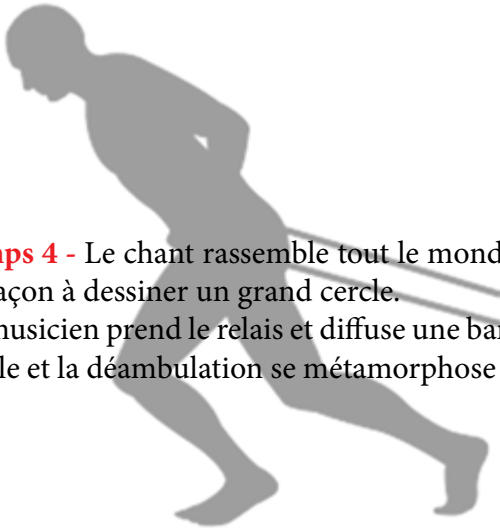 ps 4 - Le chant rassemble tout le mond
açon à dessiner un grand cercle.
usicien prend le relais et diffuse une ba
le et la déambulation se métamorphose